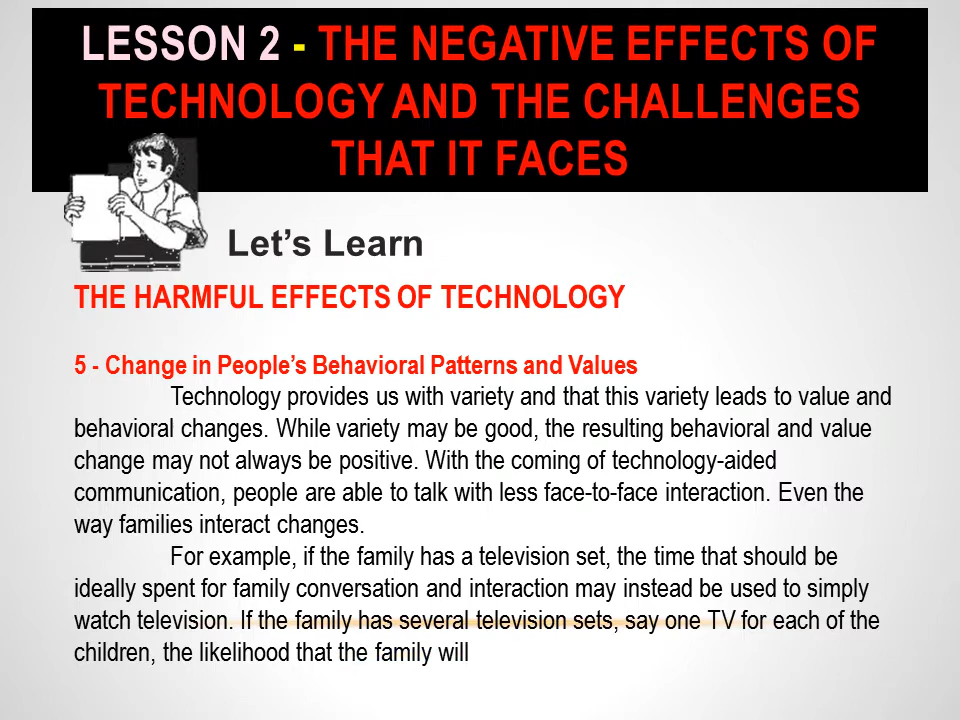 LESSON 2 - THE NEGATIVE EFFECTS OF
TECHNOLOGY AND THE CHALLENGES
THAT IT FACES
Let’s Learn
THE HARMFUL EFFECTS OF TECHNOLOGY
5 - Change in People’s Behavioral Patterns and Values
Technology provides us with variety and that this variety leads to value and
behavioral changes. While variety may be good, the resulting behavioral and value
change may not always be positive. With the coming of technology-aided
communication, people are able to talk with less face-to-face interaction. Even the
way families interact changes.
For example, if the family has a television set, the time that should be
ideally spent for family conversation and interaction may instead be used to simply
watch television. If the family has several television sets, say one TV for each of the
children, the likelihood that the family will